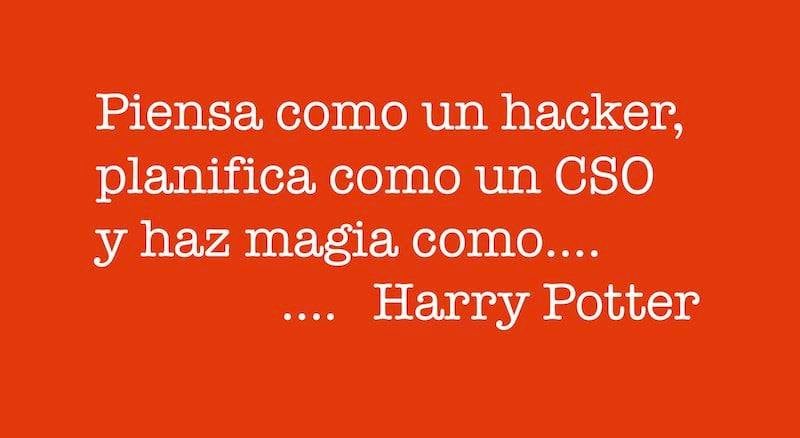 Piensa como un hacker,
planifica como un CSO
y haz magia como....
.... Harry Potter